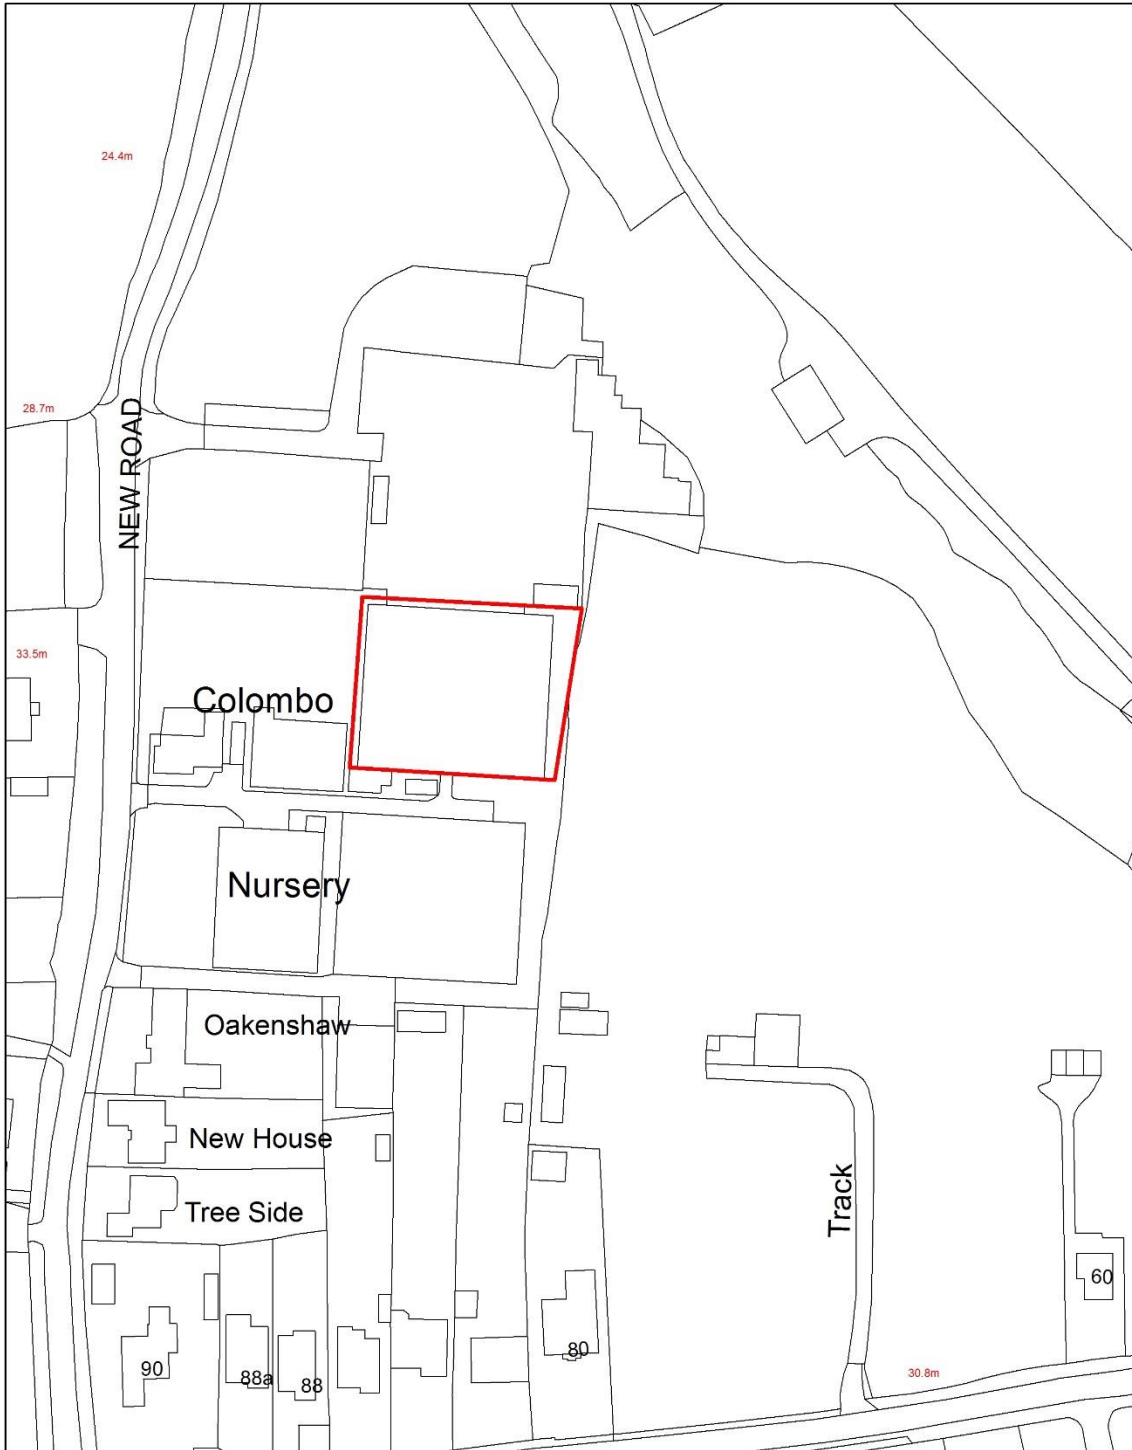 24.4m
28.7m
NEW ROAD
33.5m
Colombo
Nursery
Oakenshaw
New House
Tree Side
Track
60
80
90
88a
88
30.8m